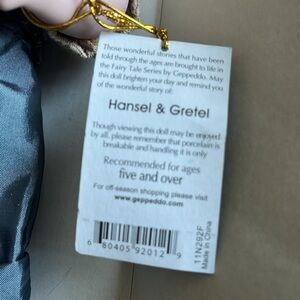 Those wonderful stories that have been
told through the ages are brought to life in
the Fairy Tale Series by Geppeddo. May
this doll brighten your day and remind you
of the wonderful story of:
Hansel & Gretel
Though viewing this doll may be enjoyed
by all, please remember that porcelain is
breakable and handling it is only
Recommended for ages
five and over
For off-season shopping please visit
www.geppeddo.com
6 80405 92012 9
11N292F
Made in China